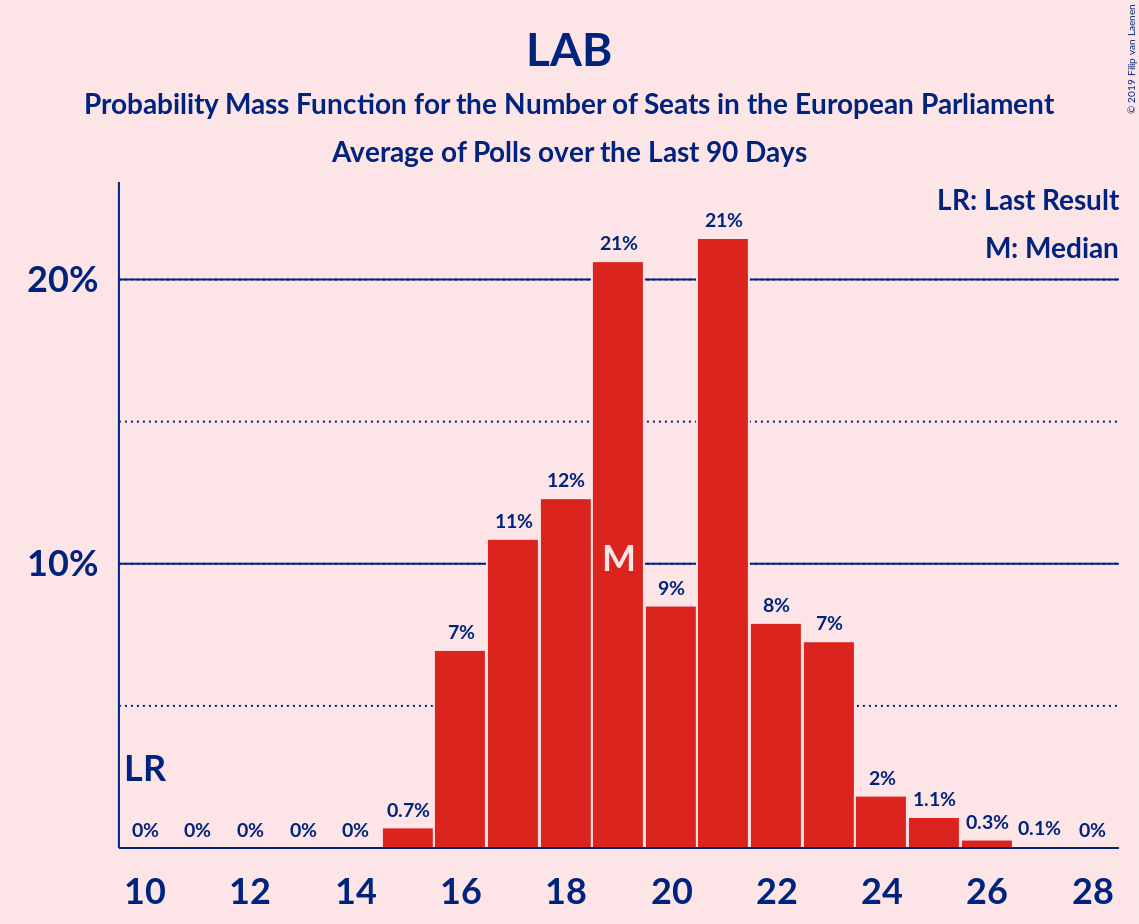 © 2019 Filip van Laenen
LAB
Probability Mass Function for the Number of Seats in the European Parliament
Average of Polls over the Last 90 Days
LR: Last Result
M: Median
20%
10%
LR
M
0%
0%
0%
0%
0%
0.7%
7%
11%
12%
21%
9%
21%
8%
7%
2%
1.1%
0.3%
0.1%
0%
10 12 14 16 18 20 22 24 26 28